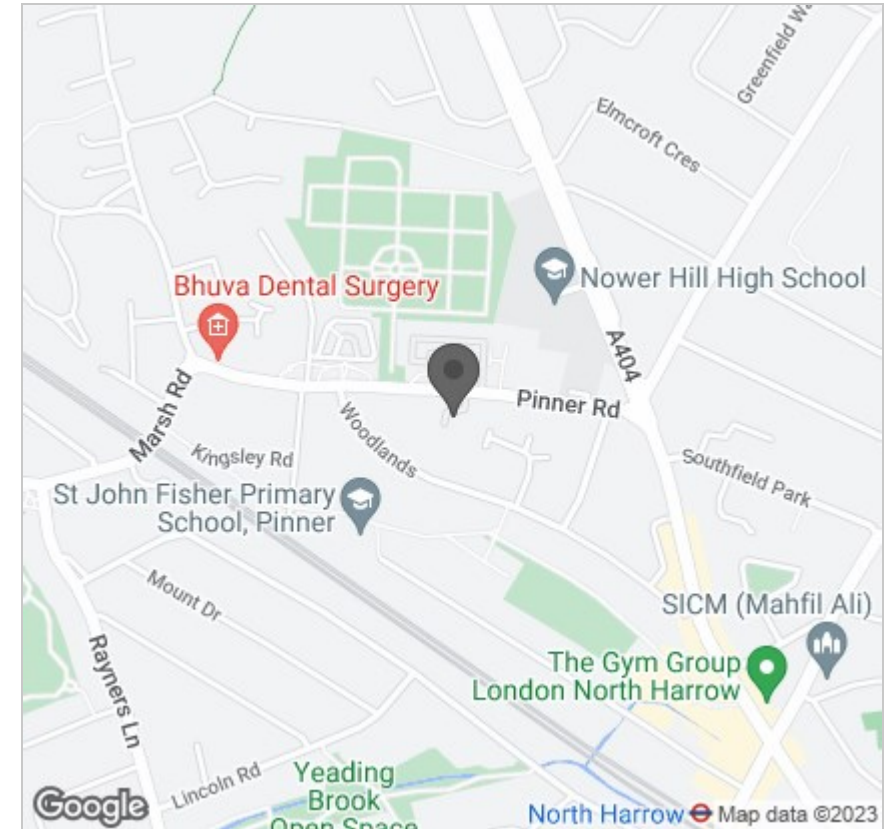 Greenfield Wa
Elmcroft Cres
Nower Hill High School
Bhuva Dental Surgery
A404
Pinner Rd
Marsh Rd
Woodlands
Kingsley Rd
Southfield Park
St John Fisher Primary
School, Pinner
Mount Dr
SICM (Mahfil Ali)
The Gym Group
London North Harrow
Rayners Ln
Lincoln Rd
Yeading
Brook
Open Space
Google
North Harrow
Map data ©2023